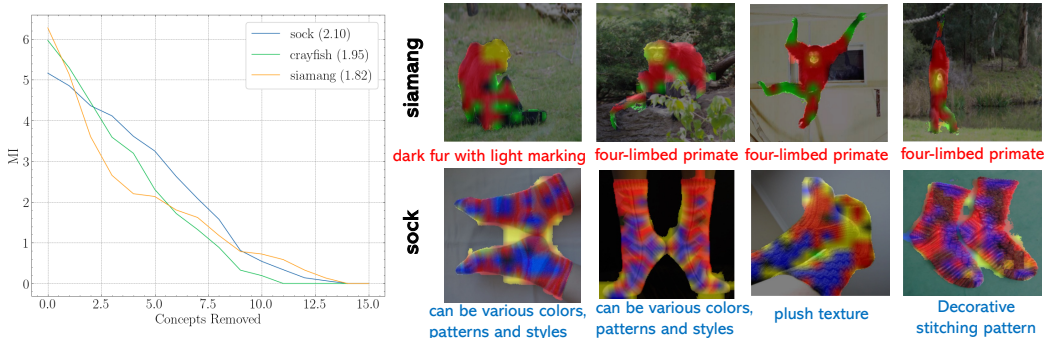 sock (2.10)
crayfish (1.95)
siamang (1.82)
6
5
4
3
2
1
0
MI
0.0 2.5 5.0 7.5 10.0 12.5 15.0
Concepts Removed
siamang
dark fur with light marking
four-limbed primate
four-limbed primate
four-limbed primate
sock
can be various colors,
patterns and styles
can be various colors,
patterns and styles
plush texture
Decorative
stitching pattern